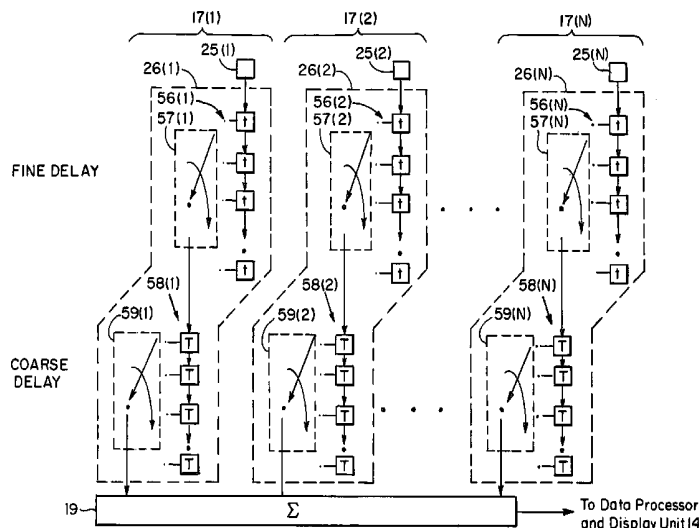 17(1) 17(2) 17(N)
25(1) 25(2) 25(N)
26(1) 26(2) 26(N)
56(1) 56(2) 56(N)
57(1) 57(2) 57(N)
t t t
FINE DELAY
t t t
t t t
t t t
58(1) 58(2) 58(N)
59(1) 59(2) 59(N)
T T T
COARSE DELAY
T T T
T T T
T T T
19 Σ
To Data Processor
and Display Unit 14